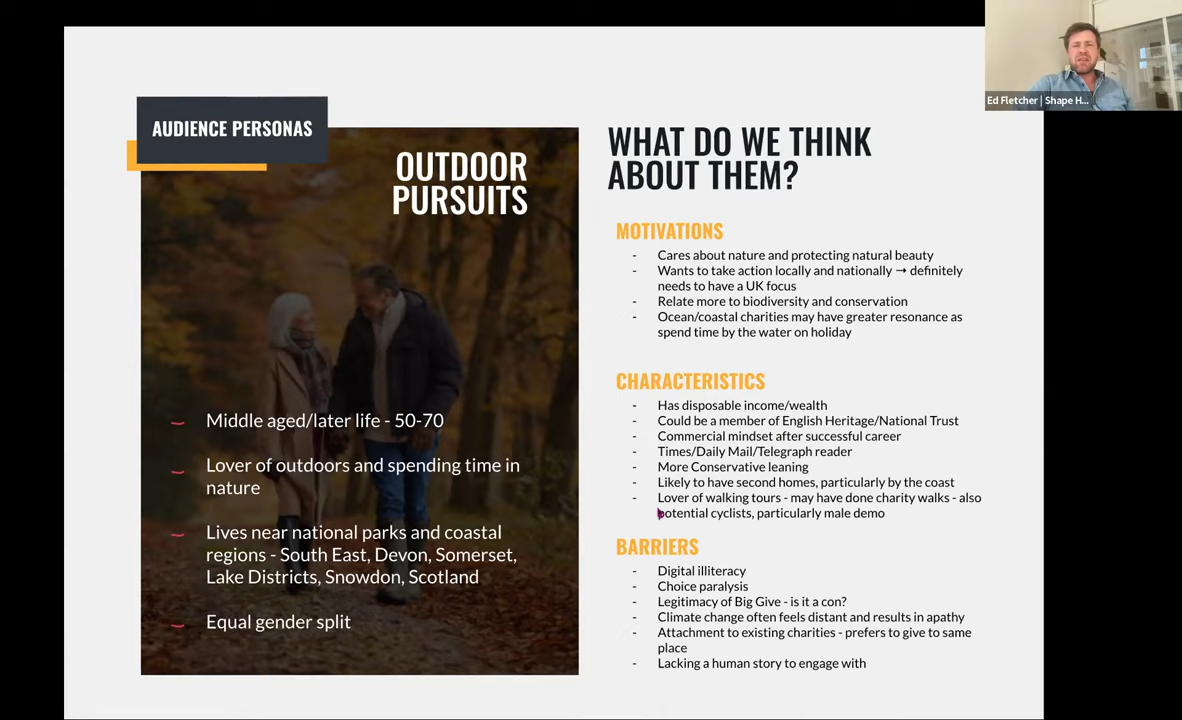 Ed Fletcher | Shape H...
AUDIENCE PERSONAS
OUTDOOR
PURSUITS
- Middle aged/later life - 50-70
- Lover of outdoors and spending time in
nature
- Lives near national parks and coastal
regions - South East, Devon, Somerset,
Lake Districts, Snowdon, Scotland
- Equal gender split
WHAT DO WE THINK
ABOUT THEM?
MOTIVATIONS
- Cares about nature and protecting natural beauty
- Wants to take action locally and nationally → definitely
needs to have a UK focus
- Relate more to biodiversity and conservation
- Ocean/coastal charities may have greater resonance as
spend time by the water on holiday
CHARACTERISTICS
- Has disposable income/wealth
- Could be a member of English Heritage/National Trust
- Commercial mindset after successful career
- Times/Daily Mail/Telegraph reader
- More Conservative leaning
- Likely to have second homes, particularly by the coast
- Lover of walking tours - may have done charity walks - also
potential cyclists, particularly male demo
BARRIERS
- Digital illiteracy
- Choice paralysis
- Legitimacy of Big Give - is it a con?
- Climate change often feels distant and results in apathy
- Attachment to existing charities - prefers to give to same
place
- Lacking a human story to engage with